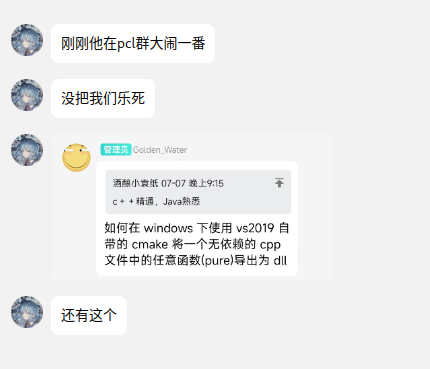 刚刚他在pcl群大闹一番
没把我们乐死
管理员 Golden_Water
酒酿小袁纸 07-07 晚上9:15
c++精通，Java熟悉
如何在 windows 下使用 vs2019 自
带的 cmake 将一个无依赖的 cpp
文件中的任意函数(pure)导出为 dll
还有这个